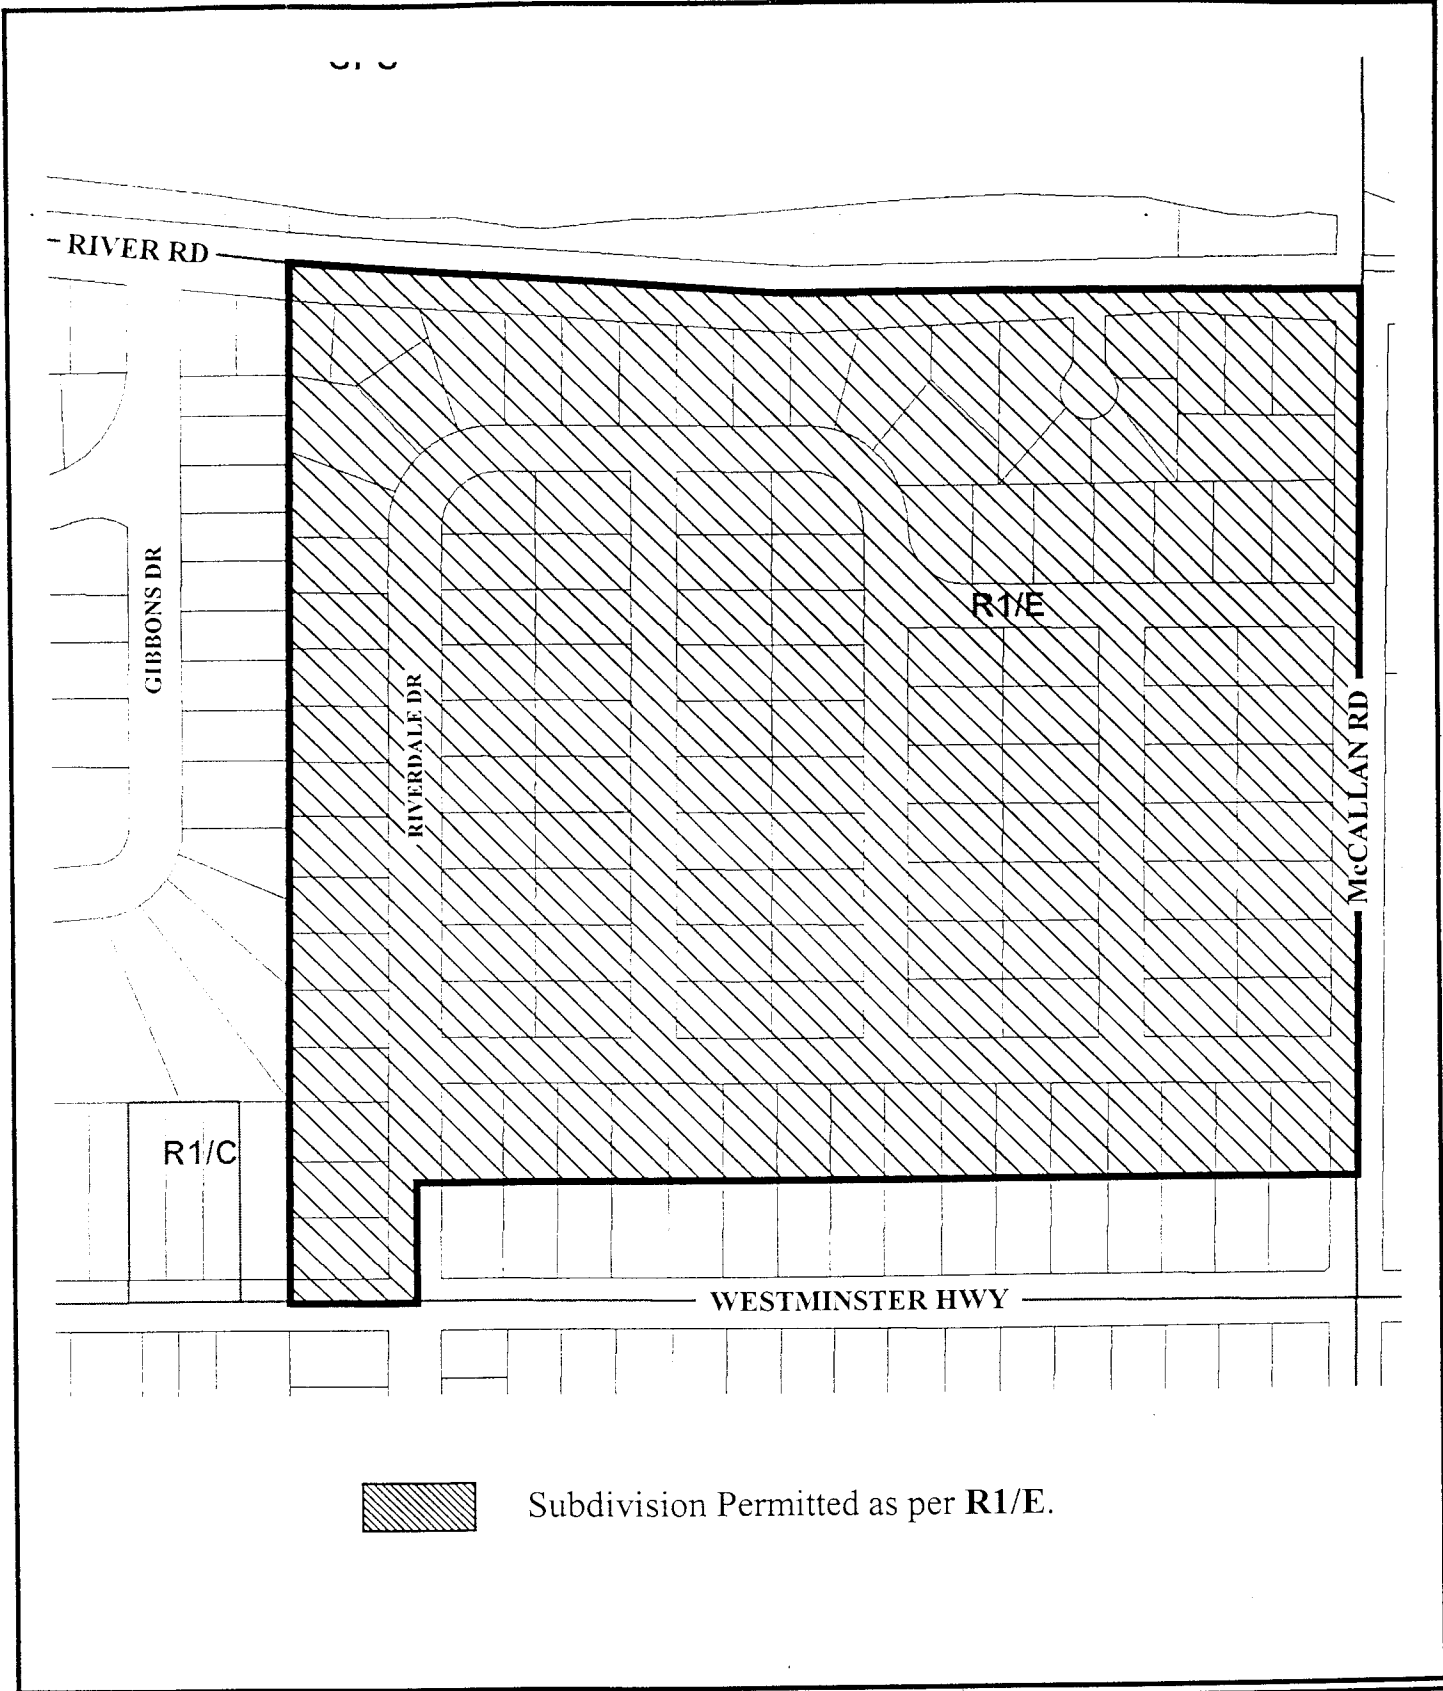 RIVER RD
GIBBONS DR
RIVERDALE DR
R1/E
McCALLAN RD
R1/C
WESTMINSTER HWY
Subdivision Permitted as per R1/E.